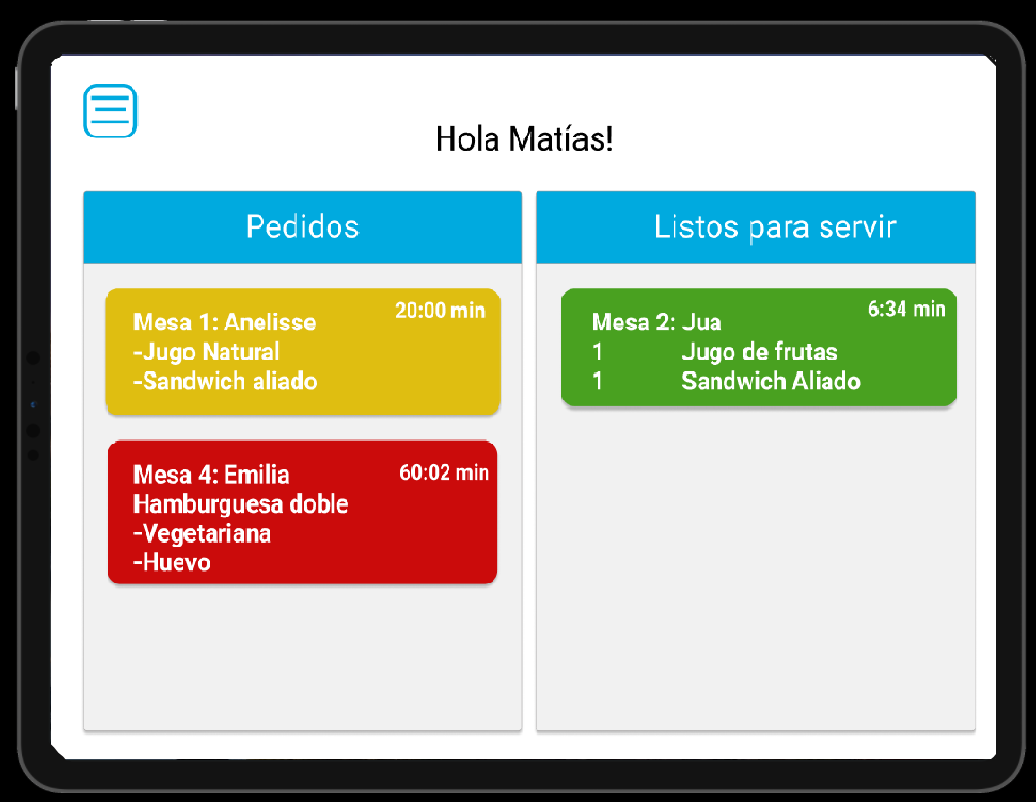 Hola Matías!
Pedidos
Mesa 1: Anelisse 20:00 min
-Jugo Natural
-Sandwich aliado
Mesa 4: Emilia 60:02 min
Hamburguesa doble
-Vegetariana
-Huevo
Listos para servir
Mesa 2: Jua 6:34 min
1 Jugo de frutas
1 Sandwich Aliado